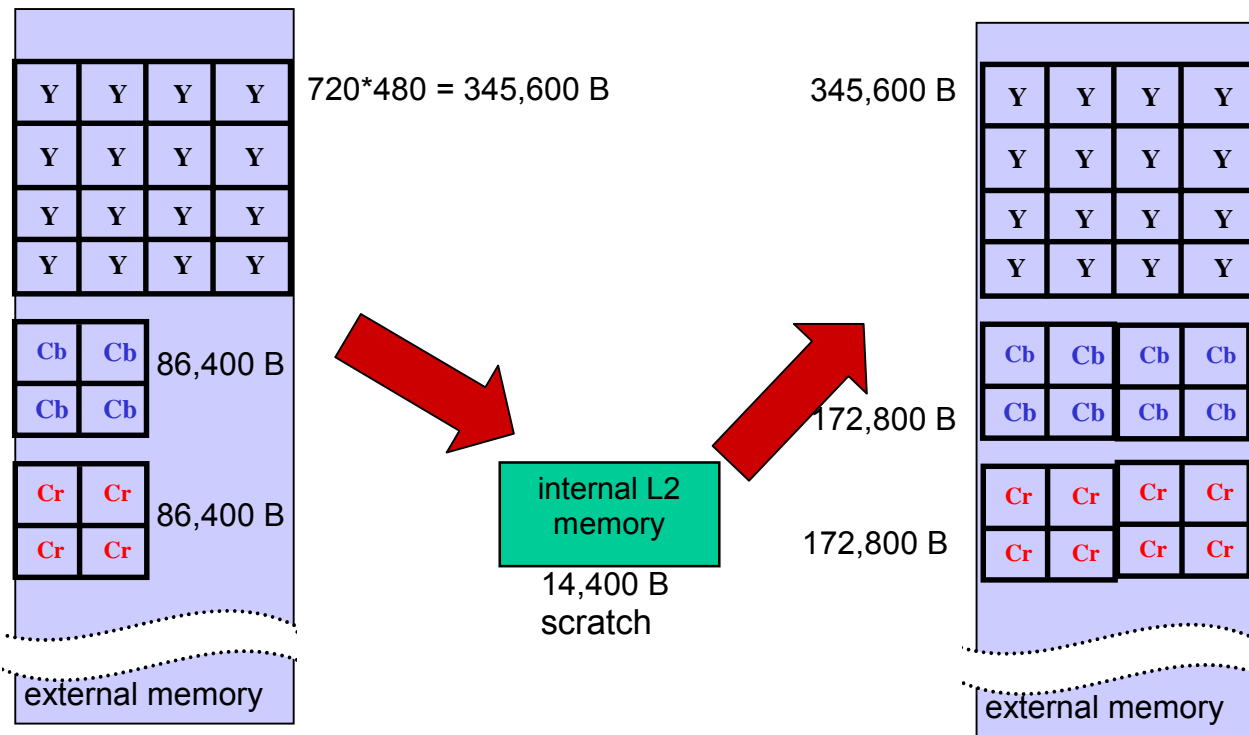 Y Y Y Y
Y Y Y Y
Y Y Y Y
Y Y Y Y
720*480 = 345,600 B
Cb Cb
Cb Cb
86,400 B
Cr Cr
Cr Cr
86,400 B
external memory
internal L2
memory
14,400 B
scratch
345,600 B
Y Y Y Y
Y Y Y Y
Y Y Y Y
Y Y Y Y
172,800 B
Cb Cb Cb Cb
Cb Cb Cb Cb
172,800 B
Cr Cr Cr Cr
Cr Cr Cr Cr
external memory